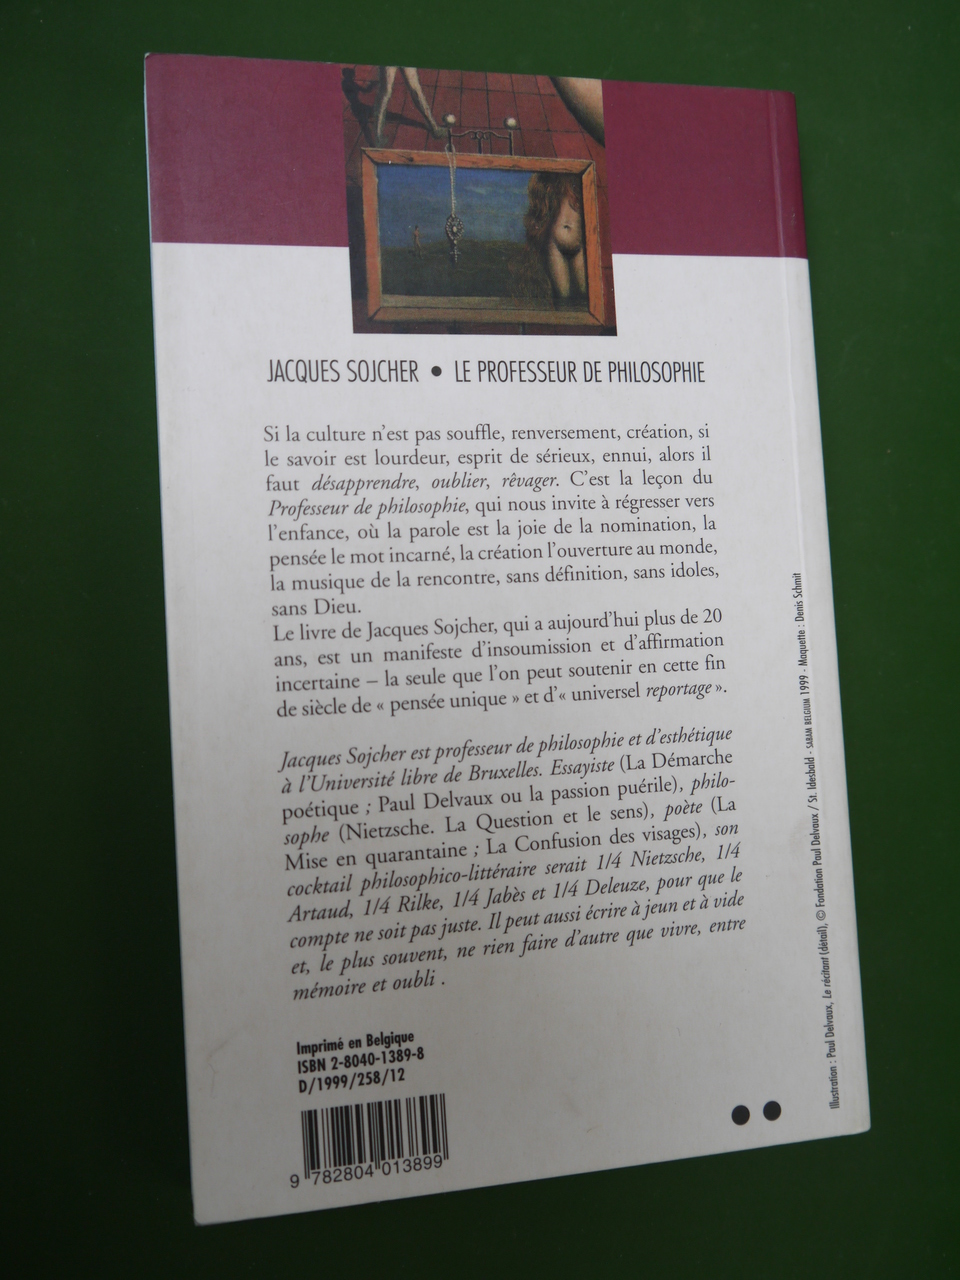 JACQUES SOJCHER • LE PROFESSEUR DE PHILOSOPHIE
Si la culture n'est pas souffle, renversement, création, si
le savoir est lourdeur, esprit de sérieux, ennui, alors il
faut désapprendre, oublier, rêvager. C'est la leçon du
Professeur de philosophie, qui nous invite à régresser vers
l'enfance, où la parole est la joie de la nomination, la
pensée le mot incarné, la création l'ouverture au monde,
la musique de la rencontre, sans définition, sans idoles,
sans Dieu.
Le livre de Jacques Sojcher, qui a aujourd'hui plus de 20
ans, est un manifeste d'insoumission et d'affirmation
incertaine – la seule que l'on peut soutenir en cette fin
de siècle de « pensée unique » et d'« universel reportage ».
Jacques Sojcher est professeur de philosophie et d'esthétique
à l'Université libre de Bruxelles. Essayiste (La Démarche
poétique ; Paul Delvaux ou la passion puérile), philo-
sophe (Nietzsche. La Question et le sens), poète (La
Mise en quarantaine ; La Confusion des visages), son
cocktail philosophico-littéraire serait 1/4 Nietzsche, 1/4
Artaud, 1/4 Rilke, 1/4 Jabès et 1/4 Deleuze, pour que le
compte ne soit pas juste. Il peut aussi écrire à jeun et à vide
et, le plus souvent, ne rien faire d'autre que vivre, entre
mémoire et oubli .
Imprimé en Belgique
ISBN 2-8040-1389-8
D/1999/258/12
9 782804 013899
Illustration : Paul Delvaux, Le récitant (détail), © Fondation Paul Delvaux / St. Idesbald - SABAM BELGIUM 1999 - Maquette : Denis Schmit